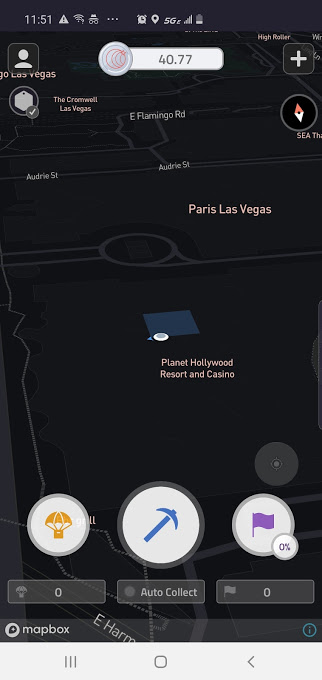 11:51
5G E
High Roller
40.77
go Las Vegas
The Cromwell
Las Vegas
E Flamingo Rd
SEA Tha
Audrie St
Audrie St
Paris Las Vegas
Planet Hollywood
Resort and Casino
grill
0%
0
Auto Collect
0
E Harm
mapbox